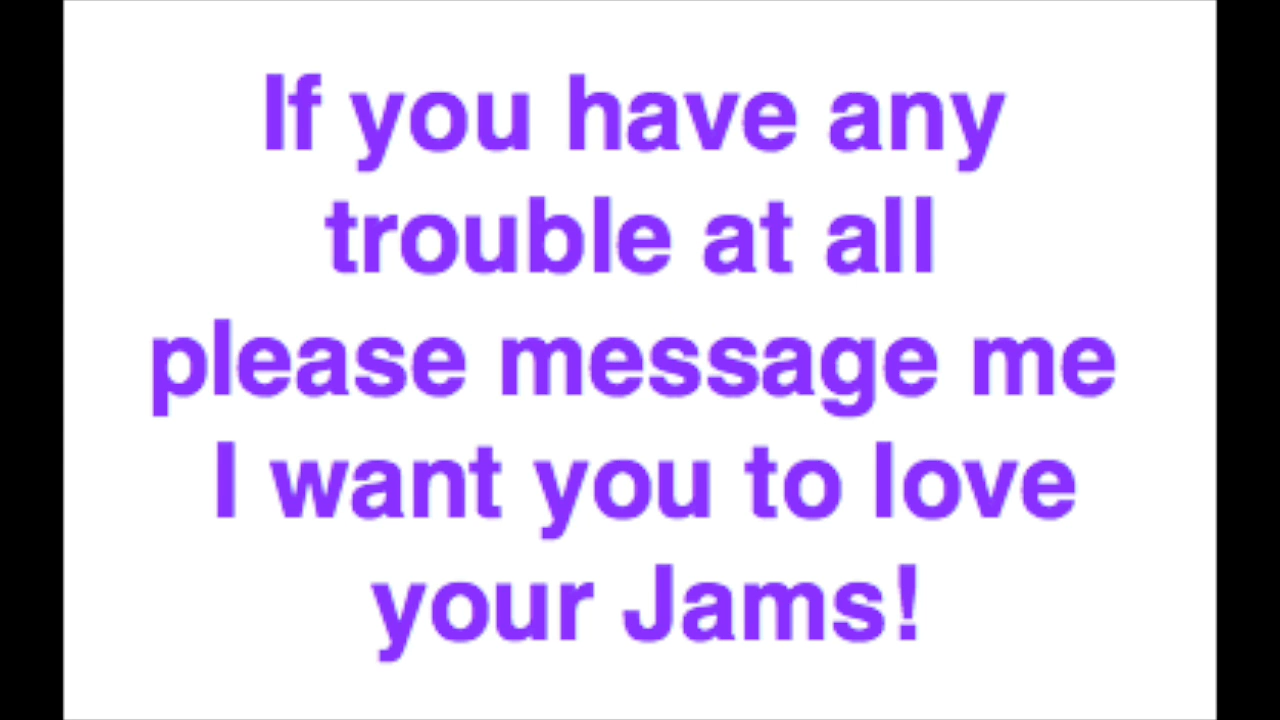 If you have any
trouble at all
please message me
I want you to love
your Jams!